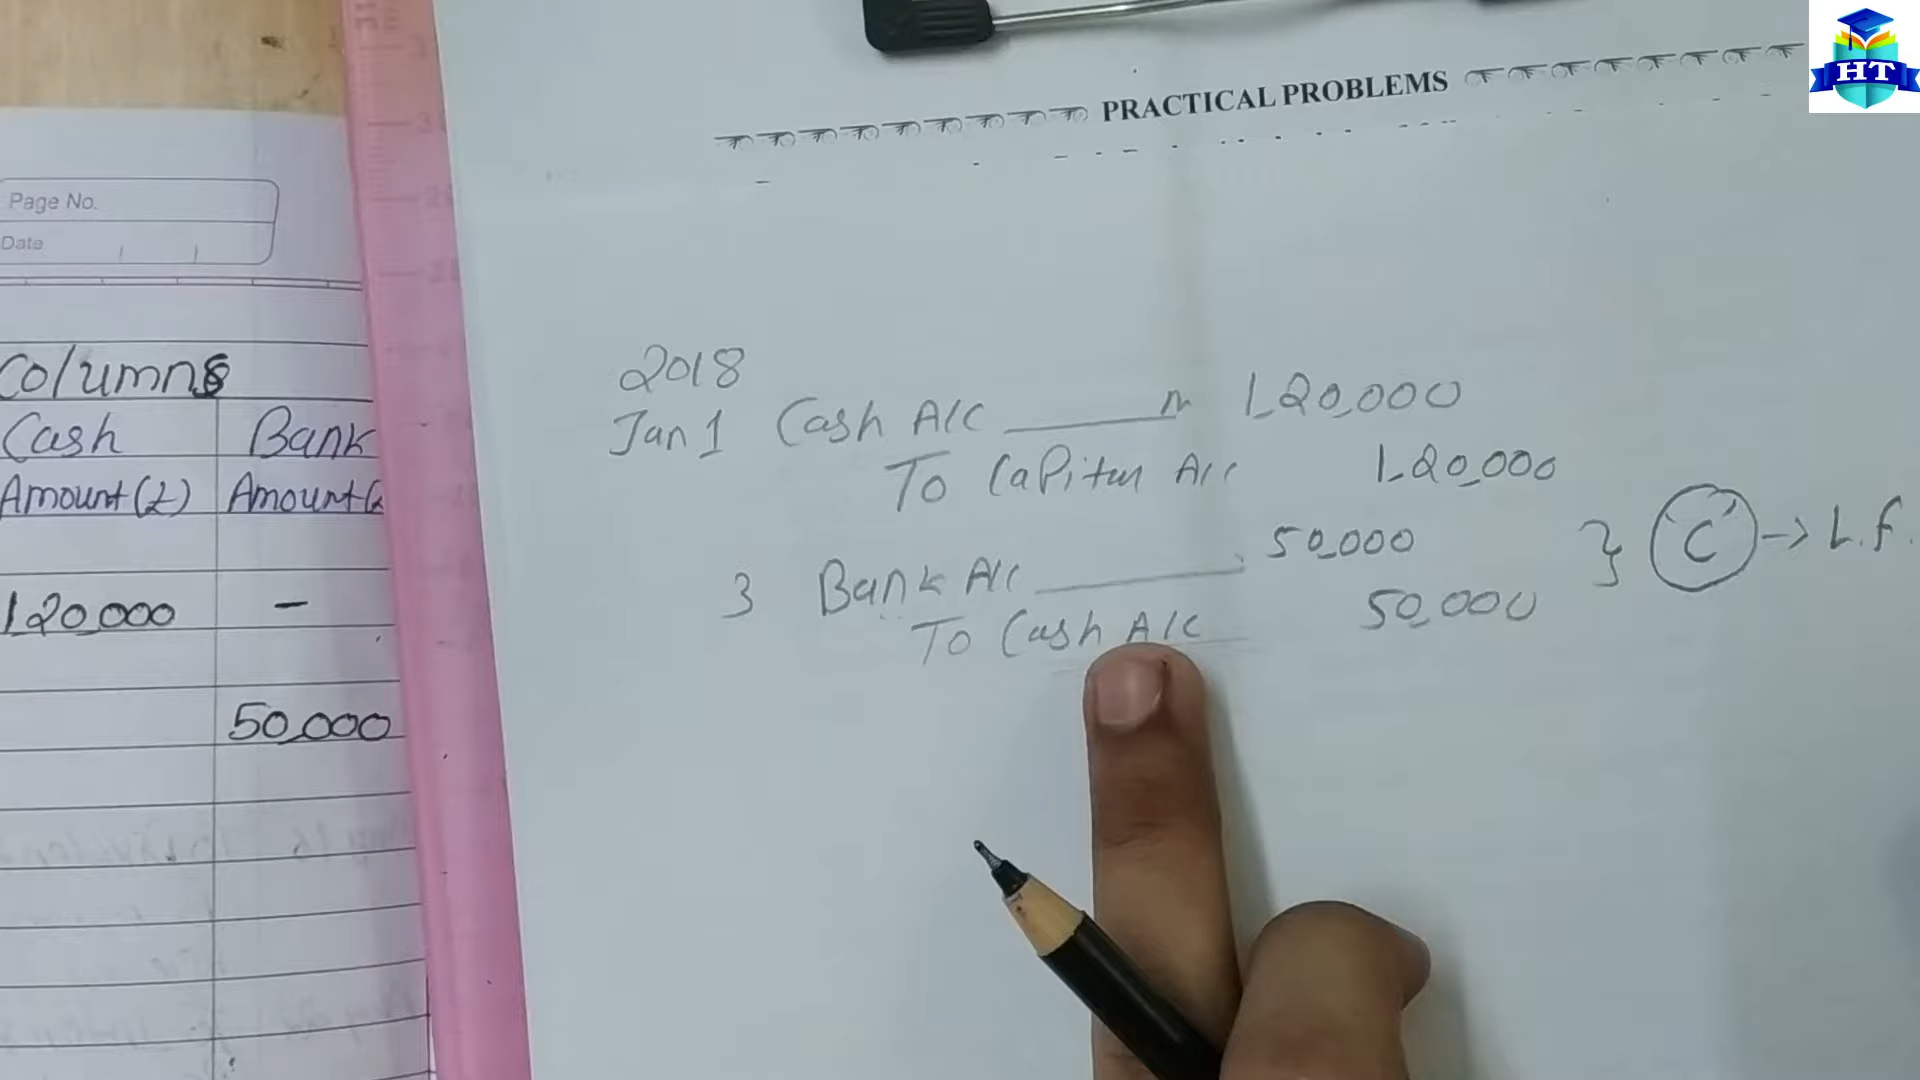 HT
PRACTICAL PROBLEMS
Page No.
Date
Columns
Cash Bank
Amount(₹) Amount(
1,20,000 -
50,000
2018
Jan 1 Cash A/c 1,20,000
To Capital A/c 1,20,000
3 Bank A/c 50,000
To Cash A/c 50,000
} C → L.F.